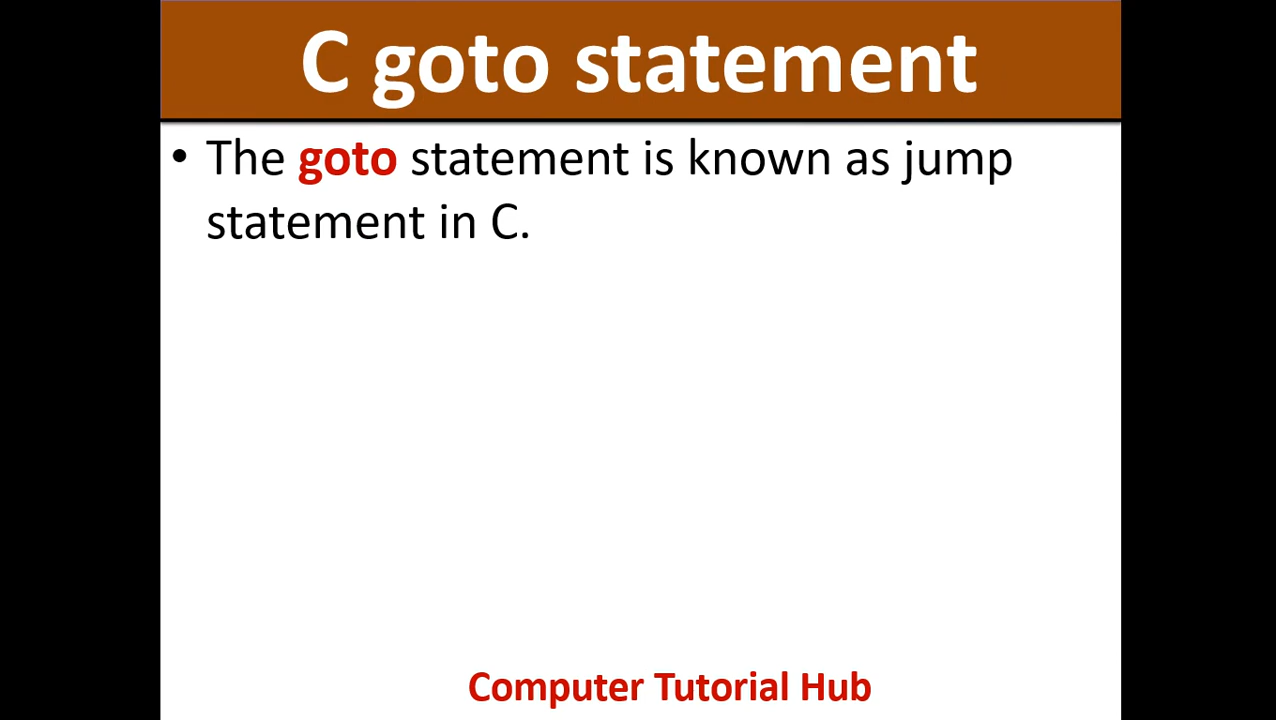 C goto statement
• The goto statement is known as jump
statement in C.
Computer Tutorial Hub